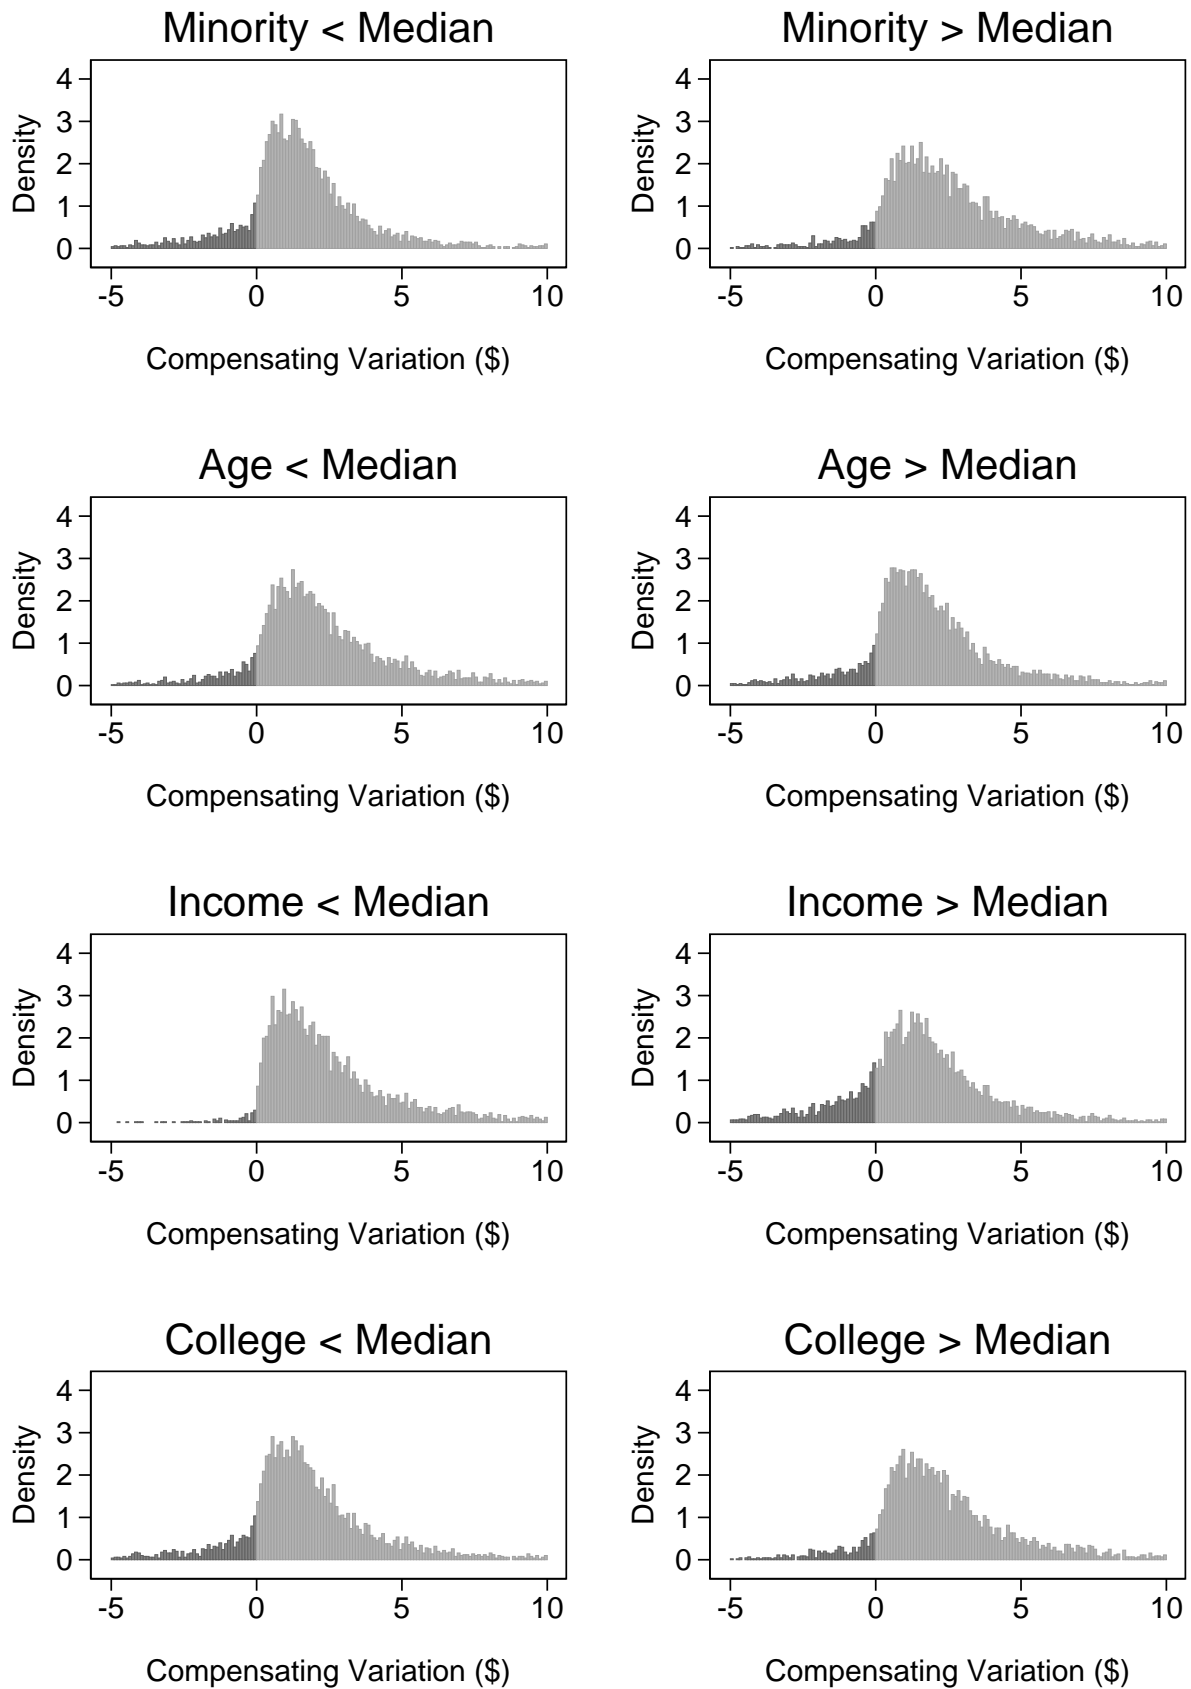 Minority < Median
Density
4
3
2
1
0
-5 0 5 10
Compensating Variation ($)
Minority > Median
Density
4
3
2
1
0
-5 0 5 10
Compensating Variation ($)
Age < Median
Density
4
3
2
1
0
-5 0 5 10
Compensating Variation ($)
Age > Median
Density
4
3
2
1
0
-5 0 5 10
Compensating Variation ($)
Income < Median
Density
4
3
2
1
0
-5 0 5 10
Compensating Variation ($)
Income > Median
Density
4
3
2
1
0
-5 0 5 10
Compensating Variation ($)
College < Median
Density
4
3
2
1
0
-5 0 5 10
Compensating Variation ($)
College > Median
Density
4
3
2
1
0
-5 0 5 10
Compensating Variation ($)